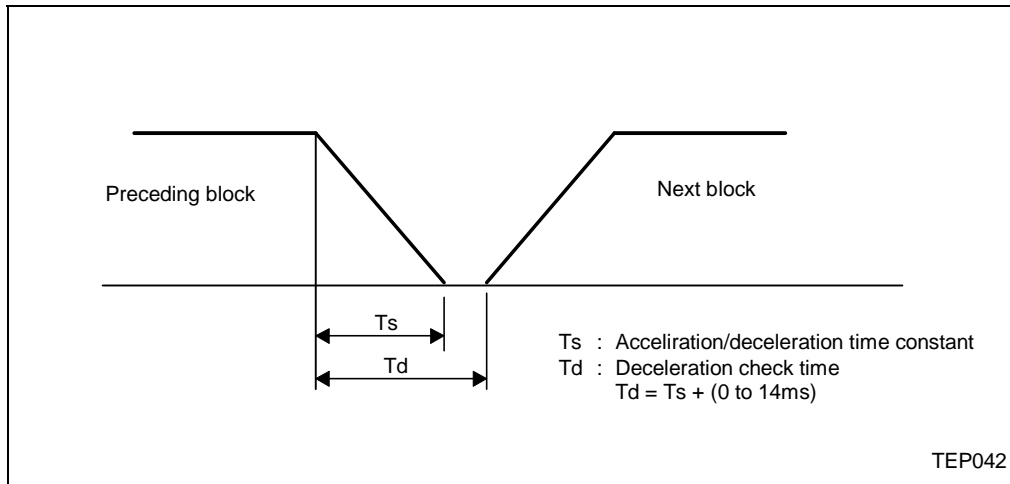 Preceding block
Next block
Ts
Td
Ts : Acceliration/deceleration time constant
Td : Deceleration check time
Td = Ts + (0 to 14ms)
TEP042